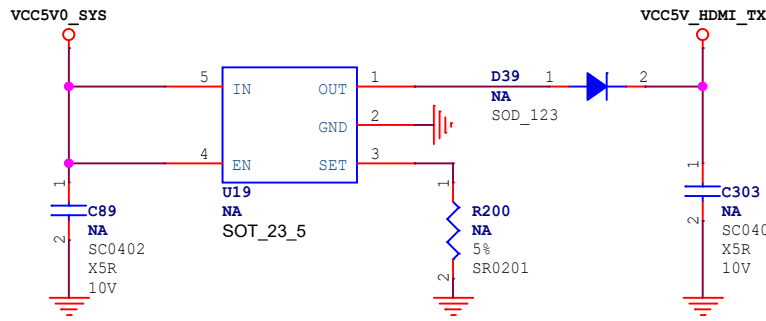 VCC5V0_SYS
VCC5V_HDMI_TX
5
IN
OUT
1
D39
NA
SOD_123
1
2
GND
2
4
EN
SET
3
U19
NA
SOT_23_5
1
C89
NA
2
SC0402
X5R
10V
1
R200
NA
5%
2
SR0201
1
C303
NA
2
SC040
X5R
10V